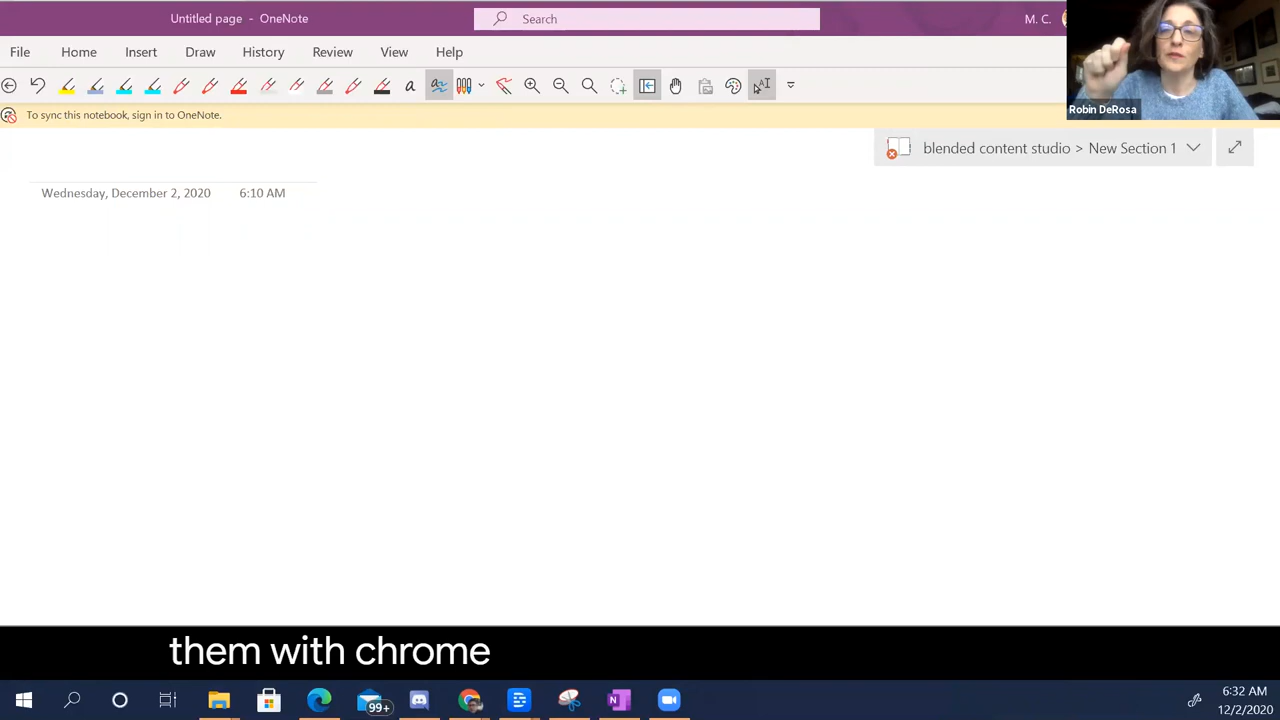 Untitled page - OneNote
Search
M. C.
File Home Insert Draw History Review View Help
a
To sync this notebook, sign in to OneNote.
Robin DeRosa
blended content studio > New Section 1
Wednesday, December 2, 2020 6:10 AM
them with chrome
99+
N
6:32 AM
12/2/2020